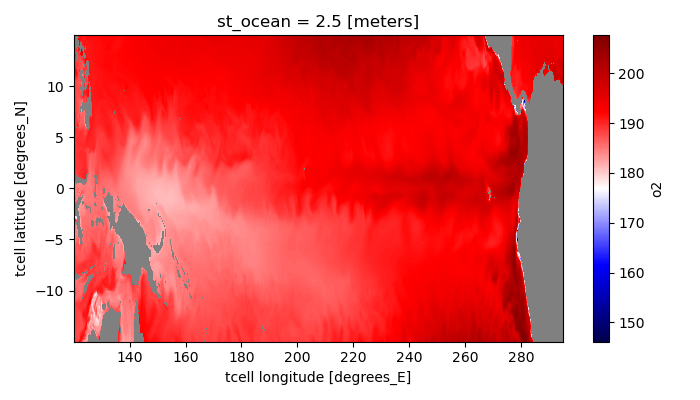 st_ocean = 2.5 [meters]
tcell latitude [degrees_N]
10
5
0
−5
−10
140 160 180 200 220 240 260 280
tcell longitude [degrees_E]
200
190
180
170
160
150
o2